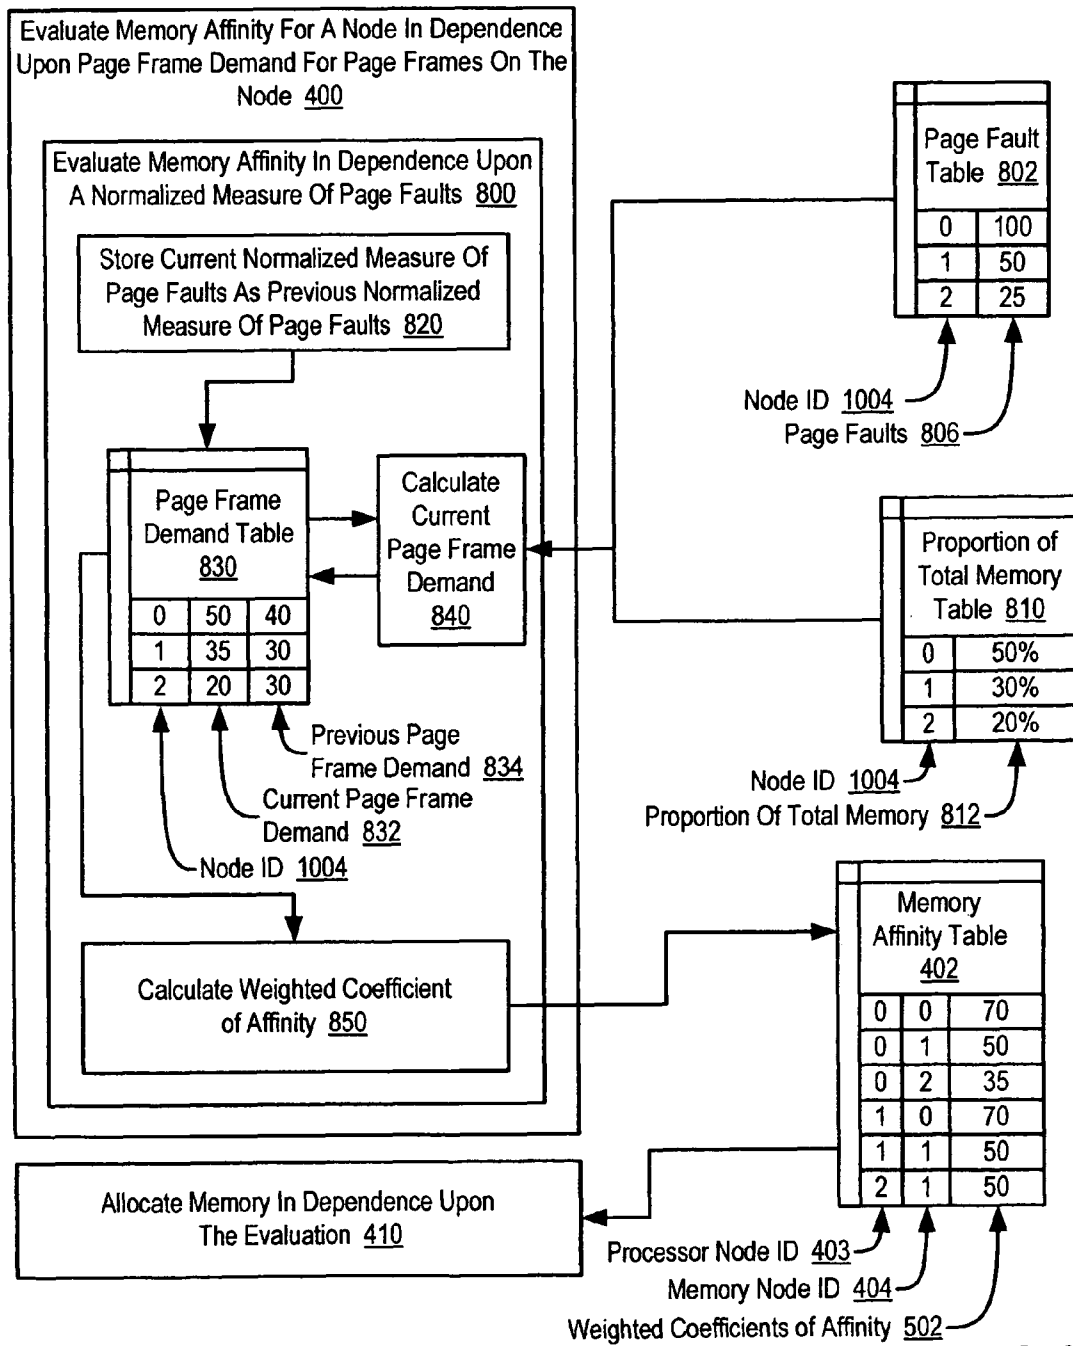 Evaluate Memory Affinity For A Node In Dependence
Upon Page Frame Demand For Page Frames On The
Node 400
Evaluate Memory Affinity In Dependence Upon
A Normalized Measure Of Page Faults 800
Store Current Normalized Measure Of
Page Faults As Previous Normalized
Measure Of Page Faults 820
Page Frame
Demand Table
830
0 50 40
1 35 30
2 20 30
Previous Page
Frame Demand 834
Current Page Frame
Demand 832
Node ID 1004
Calculate
Current
Page Frame
Demand
840
Calculate Weighted Coefficient
of Affinity 850
Allocate Memory In Dependence Upon
The Evaluation 410
Page Fault
Table 802
0 100
1 50
2 25
Node ID 1004
Page Faults 806
Proportion of
Total Memory
Table 810
0 50%
1 30%
2 20%
Node ID 1004
Proportion Of Total Memory 812
Memory
Affinity Table
402
0 0 70
0 1 50
0 2 35
1 0 70
1 1 50
2 1 50
Processor Node ID 403
Memory Node ID 404
Weighted Coefficients of Affinity 502